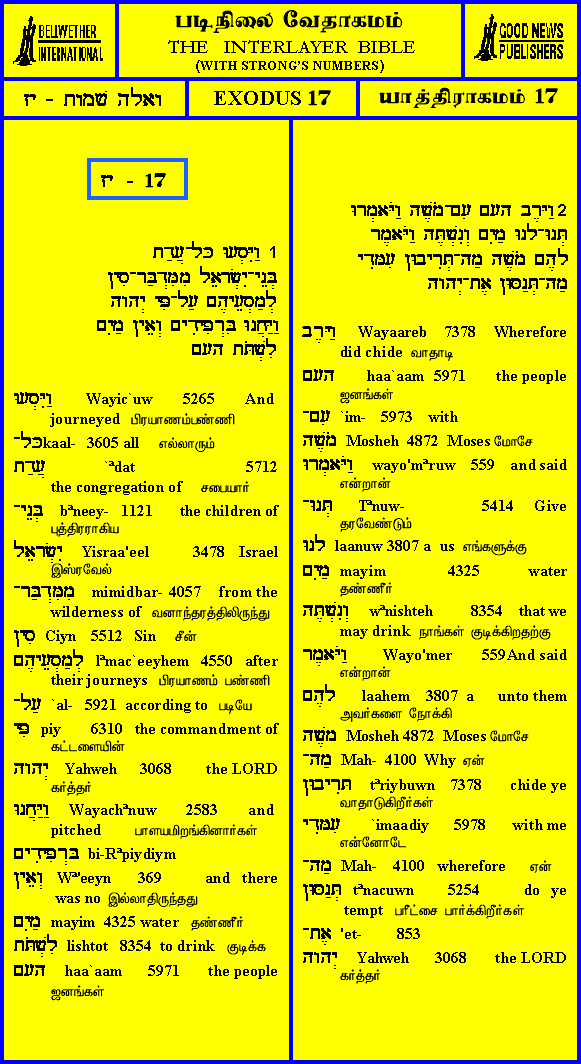 BELLWETHER
INTERNATIONAL
படிநிலை வேதாகமம்
THE INTERLAYER BIBLE
(WITH STRONG'S NUMBERS)
GOOD NEWS
PUBLISHERS
ואלה שמות - יז
EXODUS 17
யாத்திராகமம் 17
יז - 17
1 וַיִּסְעוּ כׇּל־עֲדַת
בְּנֵי־יִשְׂרָאֵל מִמִּדְבַּר־סִין
לְמַסְעֵיהֶם עַל־פִּי יְהוָה
וַיַּחֲנוּ בִּרְפִידִים וְאֵין מַיִם
לִשְׁתֹּת הָעָם
וַיִּסְעוּ Wayic`uw 5265 And
journeyed பிரயாணம்பண்ணி
כׇּל־ kaal- 3605 all எல்லாரும்
עֲדַת `ᵃdat 5712
the congregation of சபையார்
בְּנֵי־ bᵃneey- 1121 the children of
புத்திரராகிய
יִשְׂרָאֵל Yisraa'eel 3478 Israel
இஸ்ரவேல்
מִמִּדְבַּר־ mimidbar- 4057 from the
wilderness of வனாந்தரத்திலிருந்து
סִין Ciyn 5512 Sin சீன்
לְמַסְעֵיהֶם lᵃmac`eeyhem 4550 after
their journeys பிரயாணம் பண்ணி
עַל־ `al- 5921 according to படியே
פִּי piy 6310 the commandment of
கட்டளையின்
יְהוָה Yahweh 3068 the LORD
கர்த்தர்
וַיַּחֲנוּ Wayachᵃnuw 2583 and
pitched பாளயமிறங்கினார்கள்
בִּרְפִידִים bi-Rᵃpiydiym
וְאֵין Wᵃ'eeyn 369 and there
was no இல்லாதிருந்தது
מַיִם mayim 4325 water தண்ணீர்
לִשְׁתֹּת lishtot 8354 to drink குடிக்க
הָעָם haa`aam 5971 the people
ஜனங்கள்
2 וַיָּרֶב הָעָם עִם־מֹשֶׁה וַיֹּאמְרוּ
תְּנוּ־לָנוּ מַיִם וְנִשְׁתֶּה וַיֹּאמֶר
לָהֶם מֹשֶׁה מַה־תְּרִיבוּן עִמָּדִי
מַה־תְּנַסּוּן אֶת־יְהוָה
וַיָּרֶב Wayaareb 7378 Wherefore
did chide வாதாடி
הָעָם haa`aam 5971 the people
ஜனங்கள்
עִם־ `im- 5973 with
מֹשֶׁה Mosheh 4872 Moses மோசே
וַיֹּאמְרוּ wayo'mᵃruw 559 and said
என்றான்
תְּנוּ־ Tᵃnuw- 5414 Give
தரவேண்டும்
לָנוּ laanuw 3807 a us எங்களுக்கு
מַיִם mayim 4325 water
தண்ணீர்
וְנִשְׁתֶּה wᵃnishteh 8354 that we
may drink நாங்கள் குடிக்கிறதற்கு
וַיֹּאמֶר Wayo'mer 559And said
என்றான்
לָהֶם laahem 3807 a unto them
அவர்களை நோக்கி
מֹשֶׁה Mosheh 4872 Moses மோசே
מַה־ Mah- 4100 Why ஏன்
תְּרִיבוּן tᵃriybuwn 7378 chide ye
வாதாடுகிறீர்கள்
עִמָּדִי `imaadiy 5978 with me
என்னோடே
מַה־ Mah- 4100 wherefore ஏன்
תְּנַסּוּן tᵃnacuwn 5254 do ye
tempt பரீட்சை பார்க்கிறீர்கள்
אֶת־ 'et- 853
יְהוָה Yahweh 3068 the LORD
கர்த்தர்